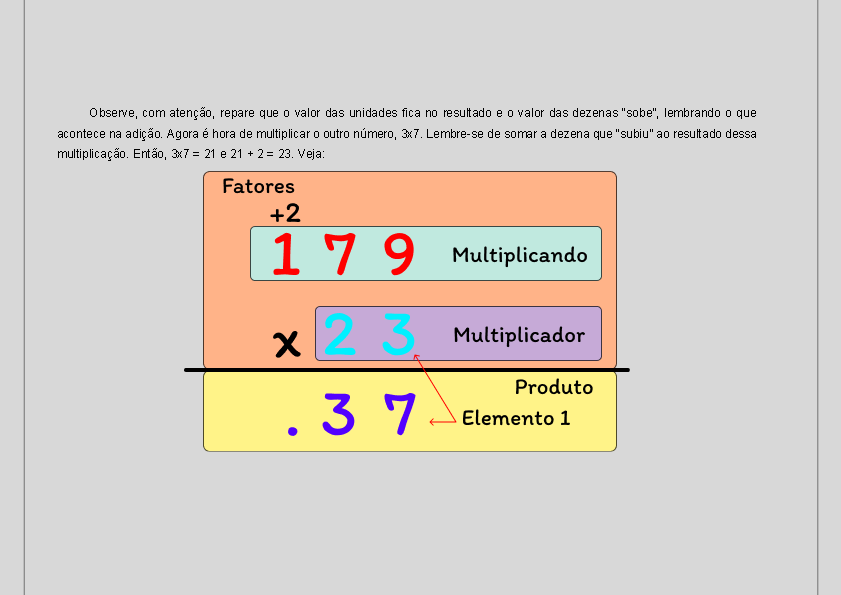 Observe, com atenção, repare que o valor das unidades fica no resultado e o valor das dezenas "sobe", lembrando o que
acontece na adição. Agora é hora de multiplicar o outro número, 3x7. Lembre-se de somar a dezena que "subiu" ao resultado dessa
multiplicação. Então, 3x7 = 21 e 21 + 2 = 23. Veja:
Fatores
+2
1 7 9 Multiplicando
x 2 3 Multiplicador
Produto
. 3 7 Elemento 1